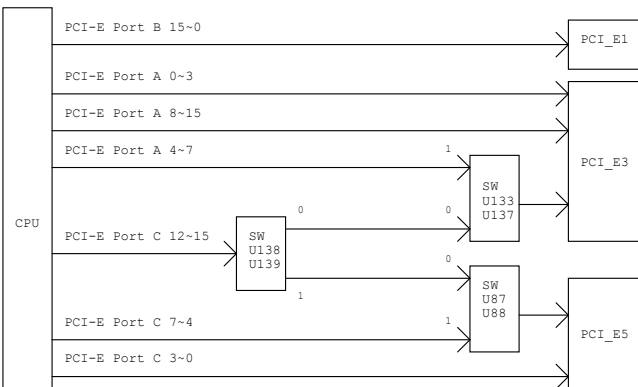 PCI-E Port B 15~0
PCI_E1
PCI-E Port A 0~3
PCI-E Port A 8~15
PCI-E Port A 4~7
1
SW
U133
U137
PCI_E3
CPU
0
0
PCI-E Port C 12~15
SW
U138
U139
0
1
SW
U87
U88
PCI-E Port C 7~4
1
PCI_E5
PCI-E Port C 3~0